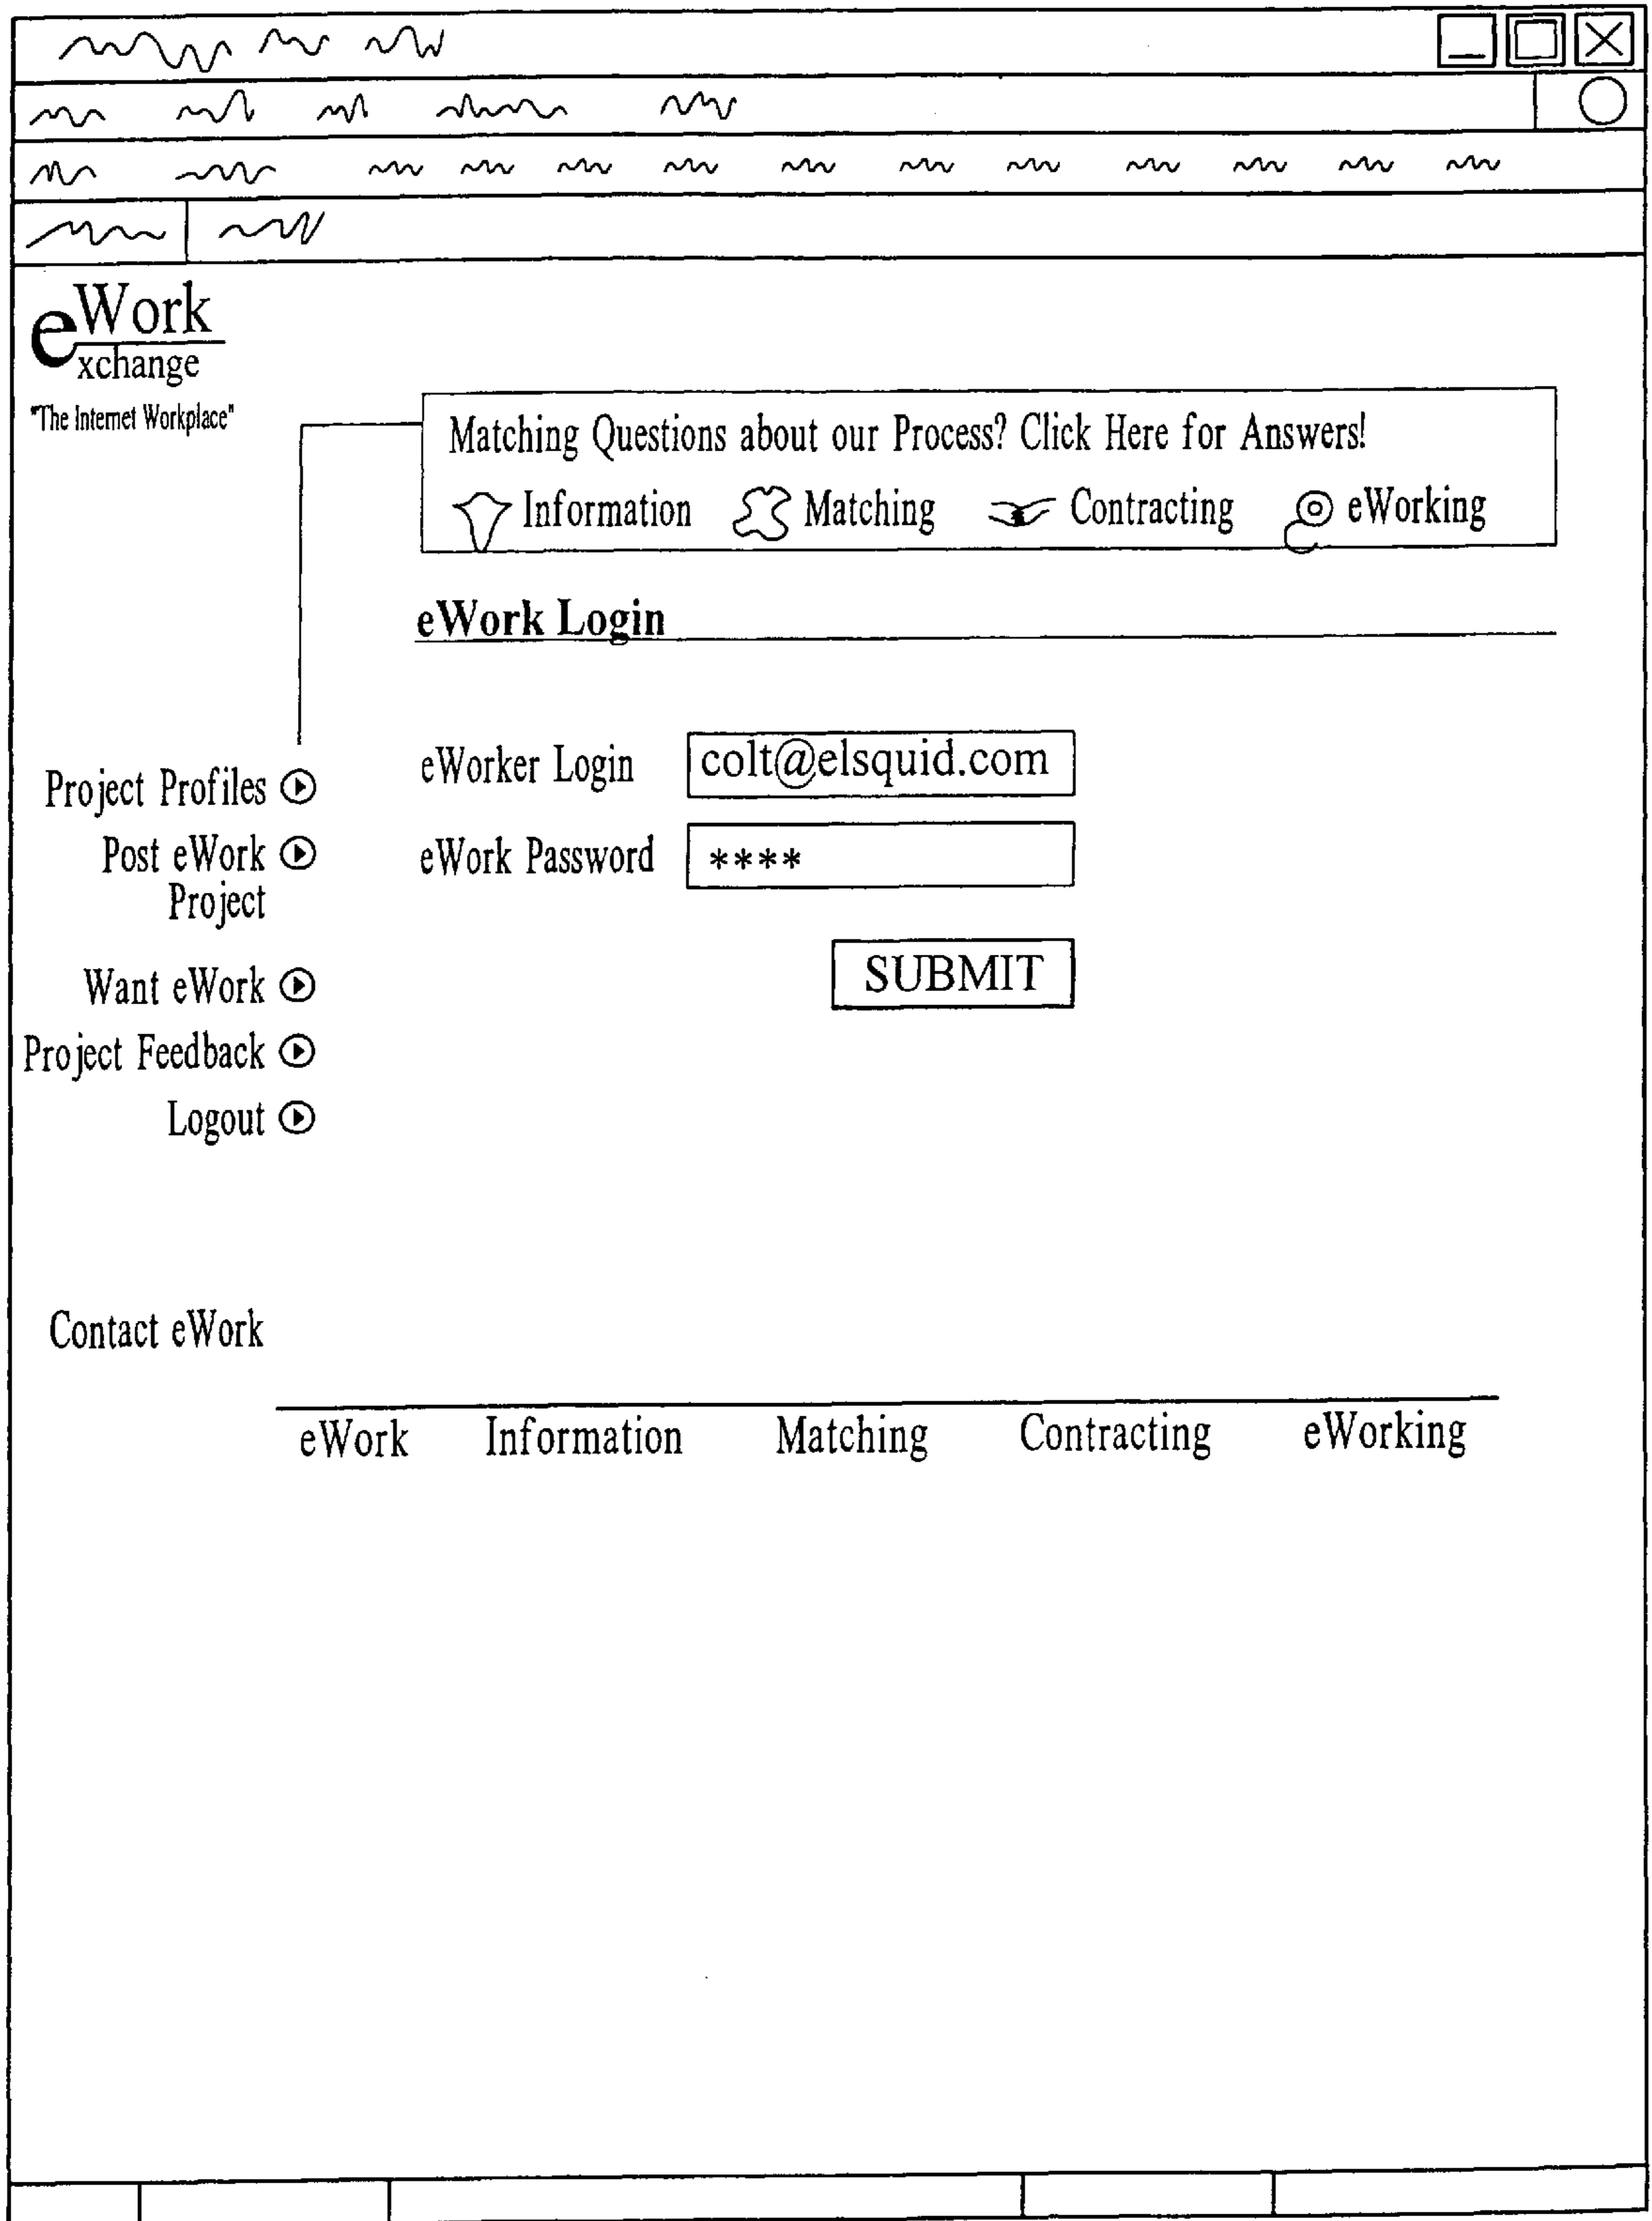 eWork
xchange
"The Internet Workplace"
Matching Questions about our Process? Click Here for Answers!
Information Matching Contracting eWorking
eWork Login
eWorker Login colt@elsquid.com
eWork Password ****
SUBMIT
Project Profiles
Post eWork
Project
Want eWork
Project Feedback
Logout
Contact eWork
eWork Information Matching Contracting eWorking